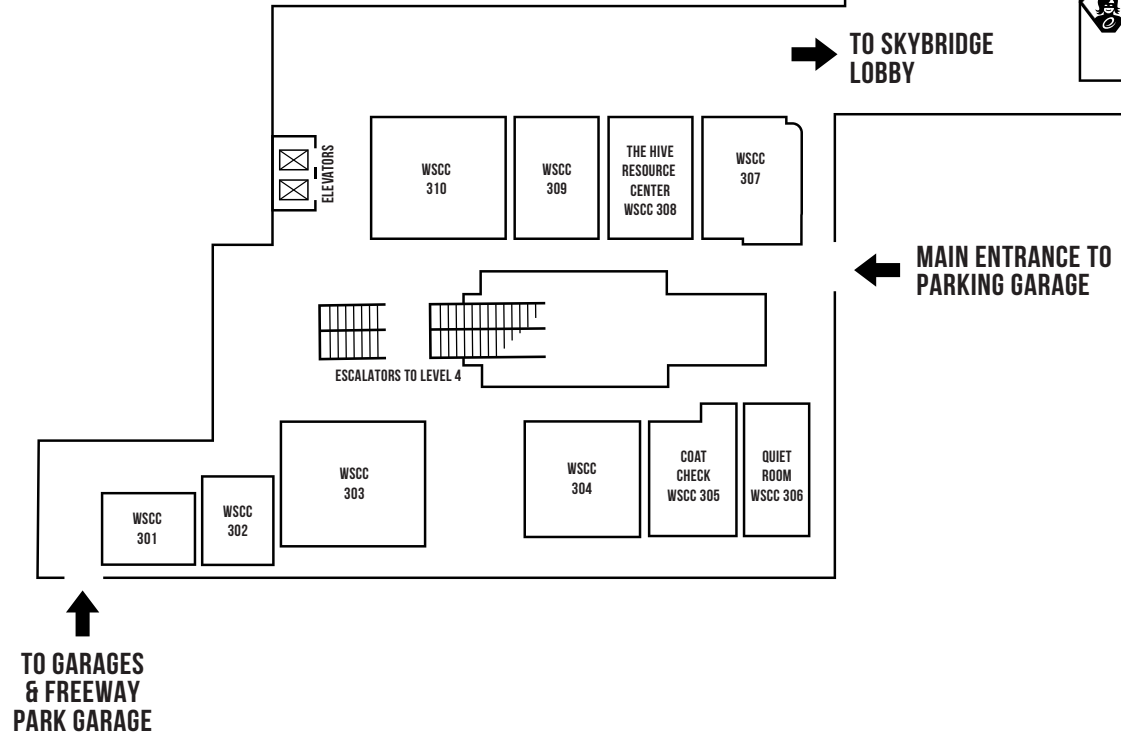 TO SKYBRIDGE
LOBBY
ELEVATORS
WSCC
310
WSCC
309
THE HIVE
RESOURCE
CENTER
WSCC 308
WSCC
307
MAIN ENTRANCE TO
PARKING GARAGE
ESCALATORS TO LEVEL 4
WSCC
301
WSCC
302
WSCC
303
WSCC
304
COAT
CHECK
WSCC 305
QUIET
ROOM
WSCC 306
TO GARAGES
& FREEWAY
PARK GARAGE